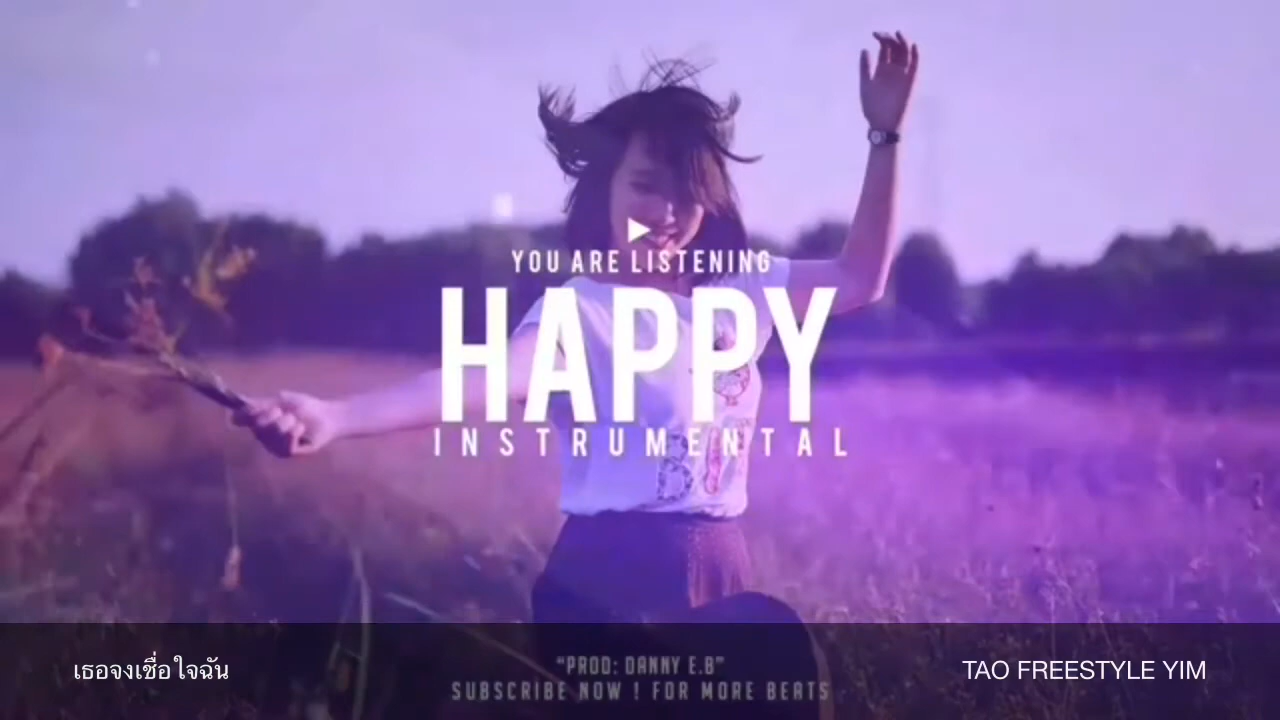 YOU ARE LISTENING
HAPPY
INSTRUMENTAL
เธอจงเชื่อใจฉัน
"PROD: DANNY E.B"
SUBSCRIBE NOW ! FOR MORE BEATS
TAO FREESTYLE YIM